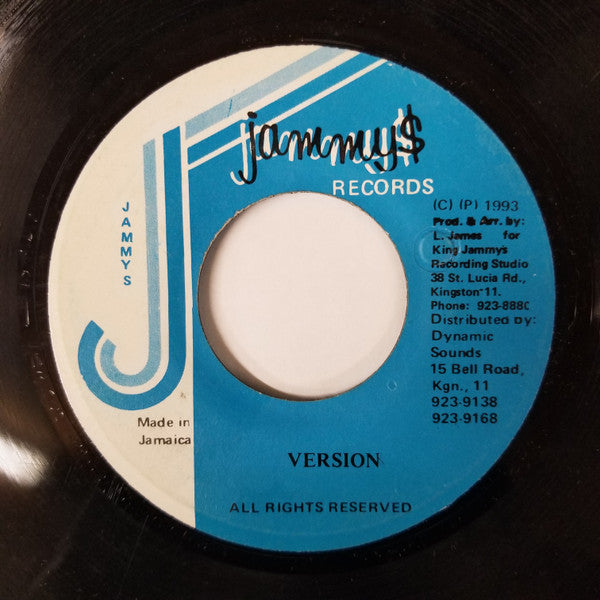 jammy$
RECORDS
JAMMYS
(C) (P) 1993
Prod. & Arr. by:
L. James for
King Jammy's
Recording Studio
38 St. Lucia Rd.,
Kingston 11.
Phone: 923-8880
Distributed by:
Dynamic
Sounds
15 Bell Road,
Kgn., 11
923-9138
923-9168
Made in
Jamaica
VERSION
ALL RIGHTS RESERVED